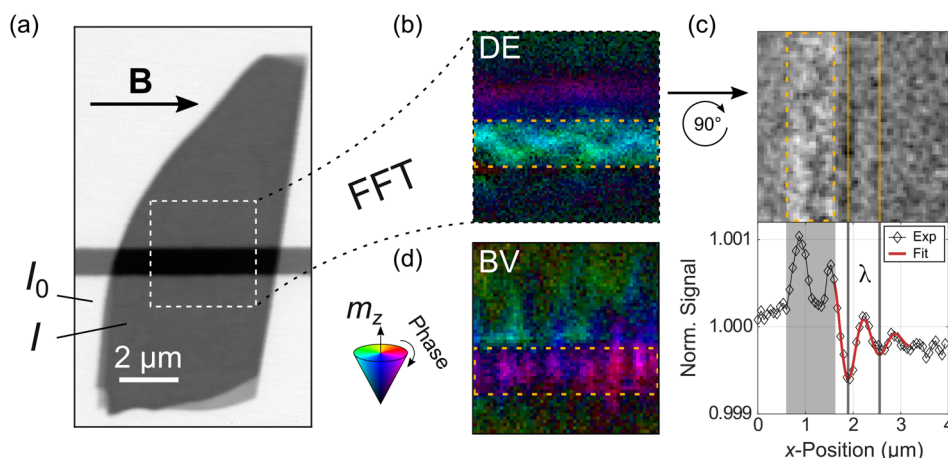 (a)
B
I0
I
2 µm
FFT
(b)
DE
90°
(c)
(d)
BV
mz
Phase
Norm. Signal
1.001
1.000
0.999
Exp
Fit
λ
0 1 2 3 4
x-Position (µm)